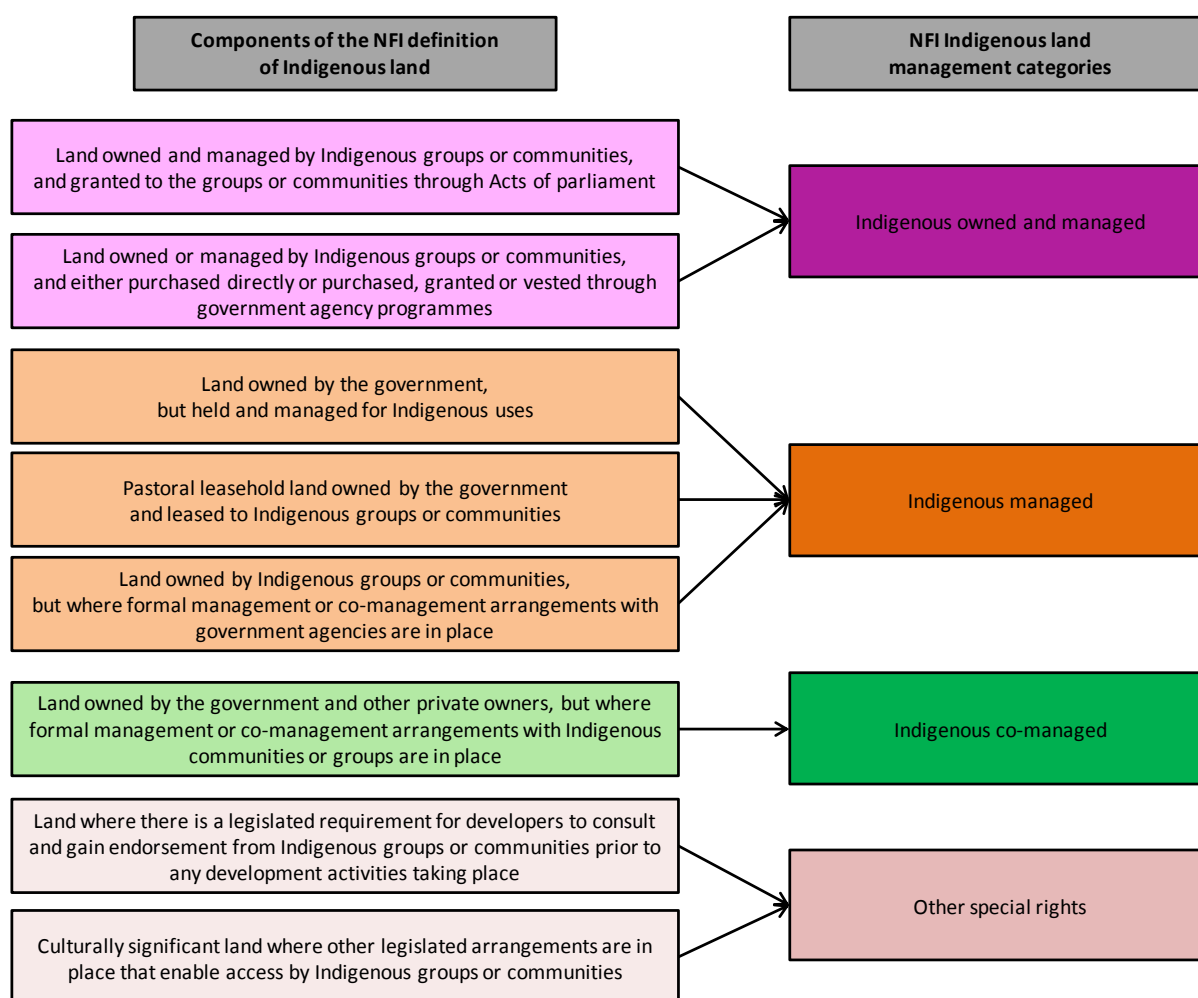 Components of the NFI definition
of Indigenous land
NFI Indigenous land
management categories
Land owned and managed by Indigenous groups or communities,
and granted to the groups or communities through Acts of parliament
Indigenous owned and managed
Land owned or managed by Indigenous groups or communities,
and either purchased directly or purchased, granted or vested through
government agency programmes
Land owned by the government,
but held and managed for Indigenous uses
Pastoral leasehold land owned by the government
and leased to Indigenous groups or communities
Indigenous managed
Land owned by Indigenous groups or communities,
but where formal management or co-management arrangements with
government agencies are in place
Land owned by the government and other private owners, but where
formal management or co-management arrangements with Indigenous
communities or groups are in place
Indigenous co-managed
Land where there is a legislated requirement for developers to consult
and gain endorsement from Indigenous groups or communities prior to
any development activities taking place
Other special rights
Culturally significant land where other legislated arrangements are in
place that enable access by Indigenous groups or communities